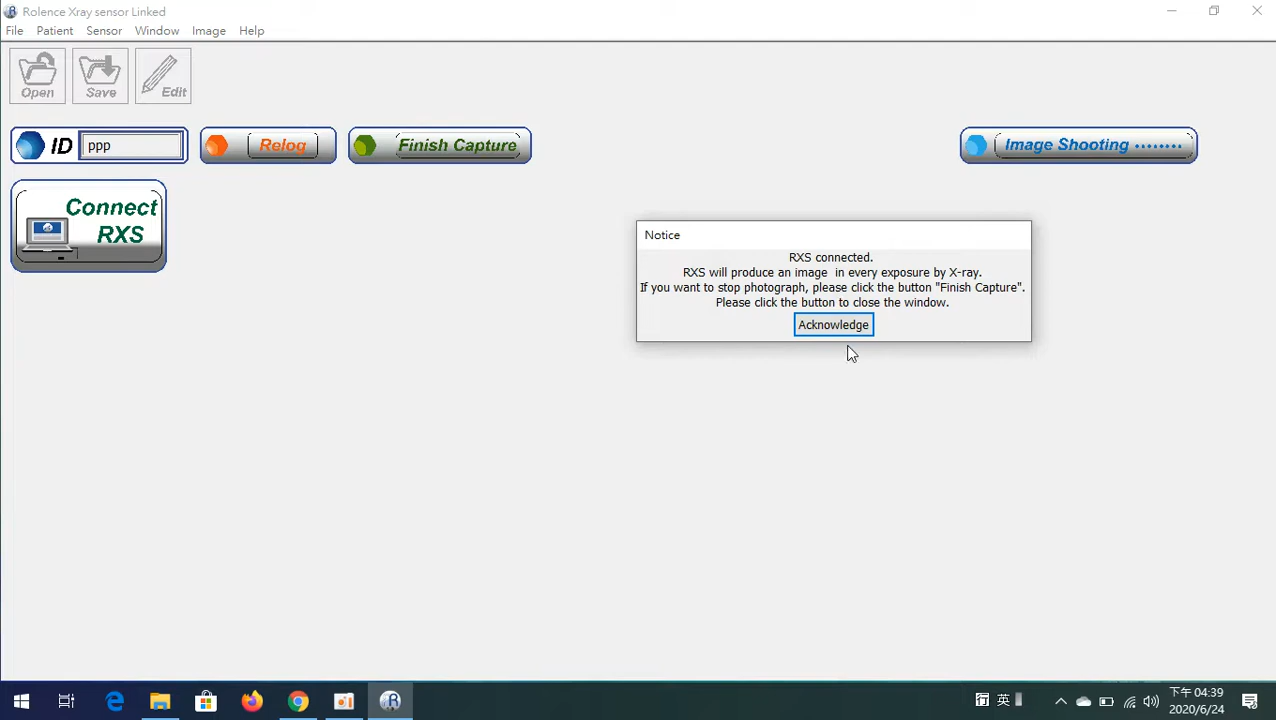 Rolence Xray sensor Linked
File Patient Sensor Window Image Help
Open Save Edit
ID ppp Relog Finish Capture Image Shooting ........
Connect
RXS
Notice
RXS connected.
RXS will produce an image in every exposure by X-ray.
If you want to stop photograph, please click the button "Finish Capture".
Please click the button to close the window.
Acknowledge
英
下午 04:39
2020/6/24